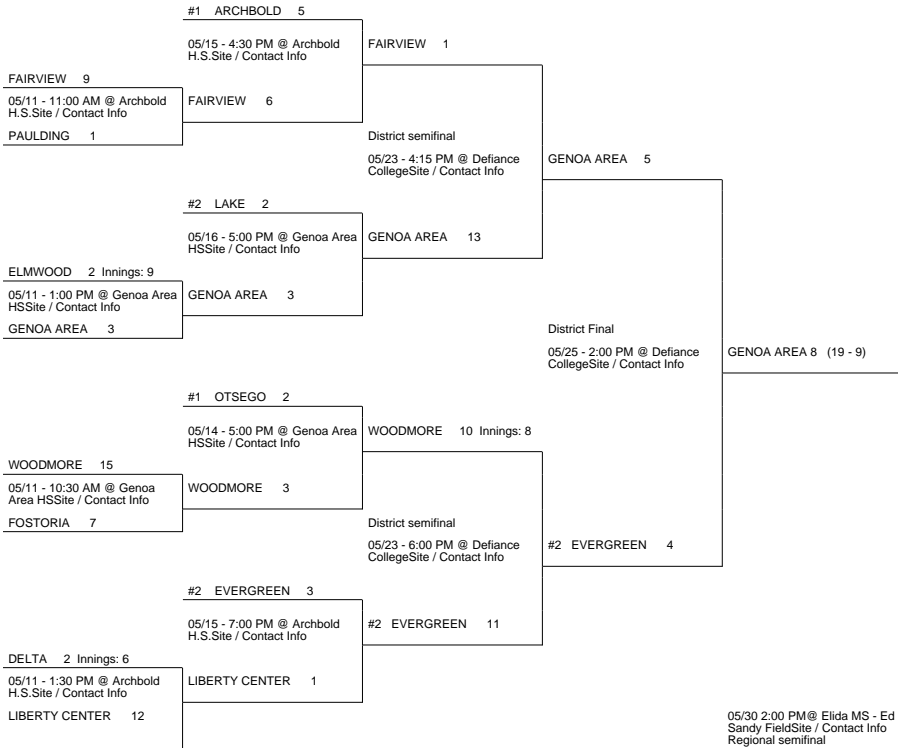 #1 ARCHBOLD 5
05/15 - 4:30 PM @ Archbold
H.S.Site / Contact Info
FAIRVIEW 1
FAIRVIEW 9
05/11 - 11:00 AM @ Archbold
H.S.Site / Contact Info
FAIRVIEW 6
PAULDING 1
District semifinal
05/23 - 4:15 PM @ Defiance
CollegeSite / Contact Info
GENOA AREA 5
#2 LAKE 2
05/16 - 5:00 PM @ Genoa Area
HSSite / Contact Info
GENOA AREA 13
ELMWOOD 2 Innings: 9
05/11 - 1:00 PM @ Genoa Area
HSSite / Contact Info
GENOA AREA 3
GENOA AREA 3
District Final
05/25 - 2:00 PM @ Defiance
CollegeSite / Contact Info
GENOA AREA 8 (19 - 9)
#1 OTSEGO 2
05/14 - 5:00 PM @ Genoa Area
HSSite / Contact Info
WOODMORE 10 Innings: 8
WOODMORE 15
05/11 - 10:30 AM @ Genoa
Area HSSite / Contact Info
WOODMORE 3
FOSTORIA 7
District semifinal
05/23 - 6:00 PM @ Defiance
CollegeSite / Contact Info
#2 EVERGREEN 4
#2 EVERGREEN 3
05/15 - 7:00 PM @ Archbold
H.S.Site / Contact Info
#2 EVERGREEN 11
DELTA 2 Innings: 6
05/11 - 1:30 PM @ Archbold
H.S.Site / Contact Info
LIBERTY CENTER 1
LIBERTY CENTER 12
05/30 2:00 PM@ Elida MS - Ed
Sandy FieldSite / Contact Info
Regional semifinal